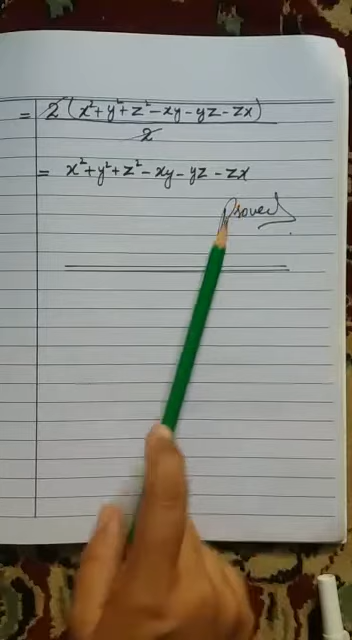 = 2(x²+y²+z²-xy-yz-zx)
2
= x²+y²+z²-xy-yz-zx
Proved